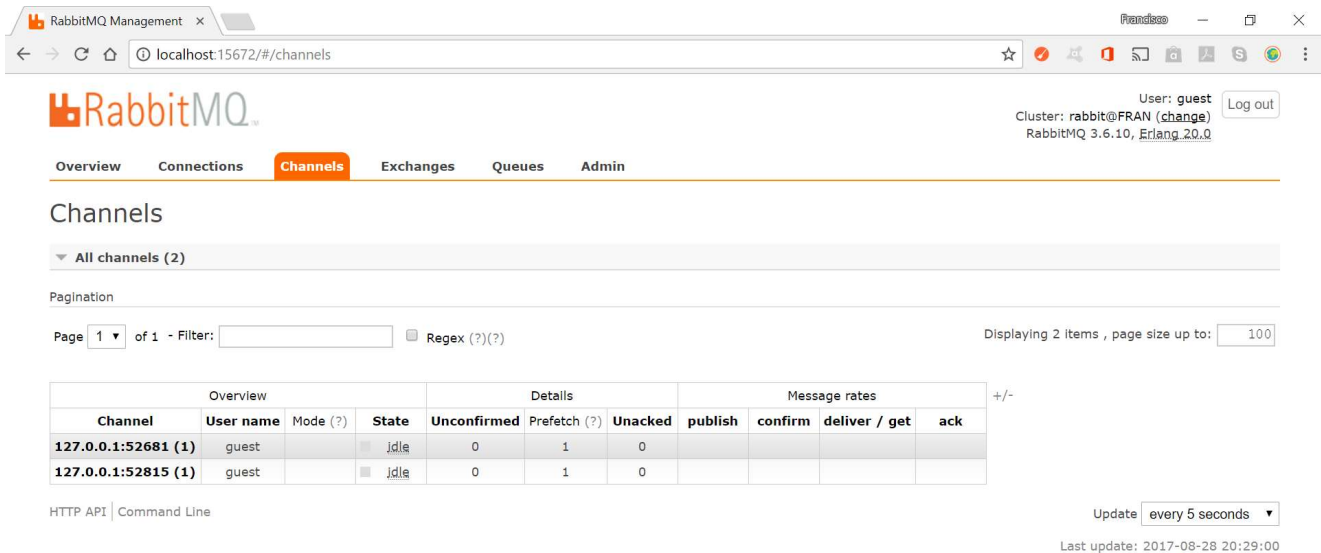 RabbitMQ Management
Francisco
localhost:15672/#/channels
RabbitMQ
User: guest
Log out
Cluster: rabbit@FRAN (change)
RabbitMQ 3.6.10, Erlang 20.0
Overview Connections Channels Exchanges Queues Admin
Channels
All channels (2)
Pagination
Page 1 of 1 - Filter: Regex (?)(?) Displaying 2 items , page size up to: 100
Overview Details Message rates +/-
Channel User name Mode (?) State Unconfirmed Prefetch (?) Unacked publish confirm deliver / get ack
127.0.0.1:52681 (1) guest idle 0 1 0
127.0.0.1:52815 (1) guest idle 0 1 0
HTTP API Command Line Update every 5 seconds
Last update: 2017-08-28 20:29:00